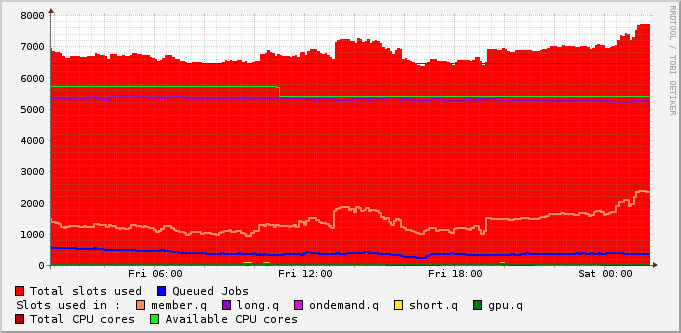 8000
7000
6000
5000
4000
3000
2000
1000
0
Fri 06:00 Fri 12:00 Fri 18:00 Sat 00:00
Total slots used Queued Jobs
Slots used in : member.q long.q ondemand.q short.q gpu.q
Total CPU cores Available CPU cores
RRDTOOL / TOBI OETIKER